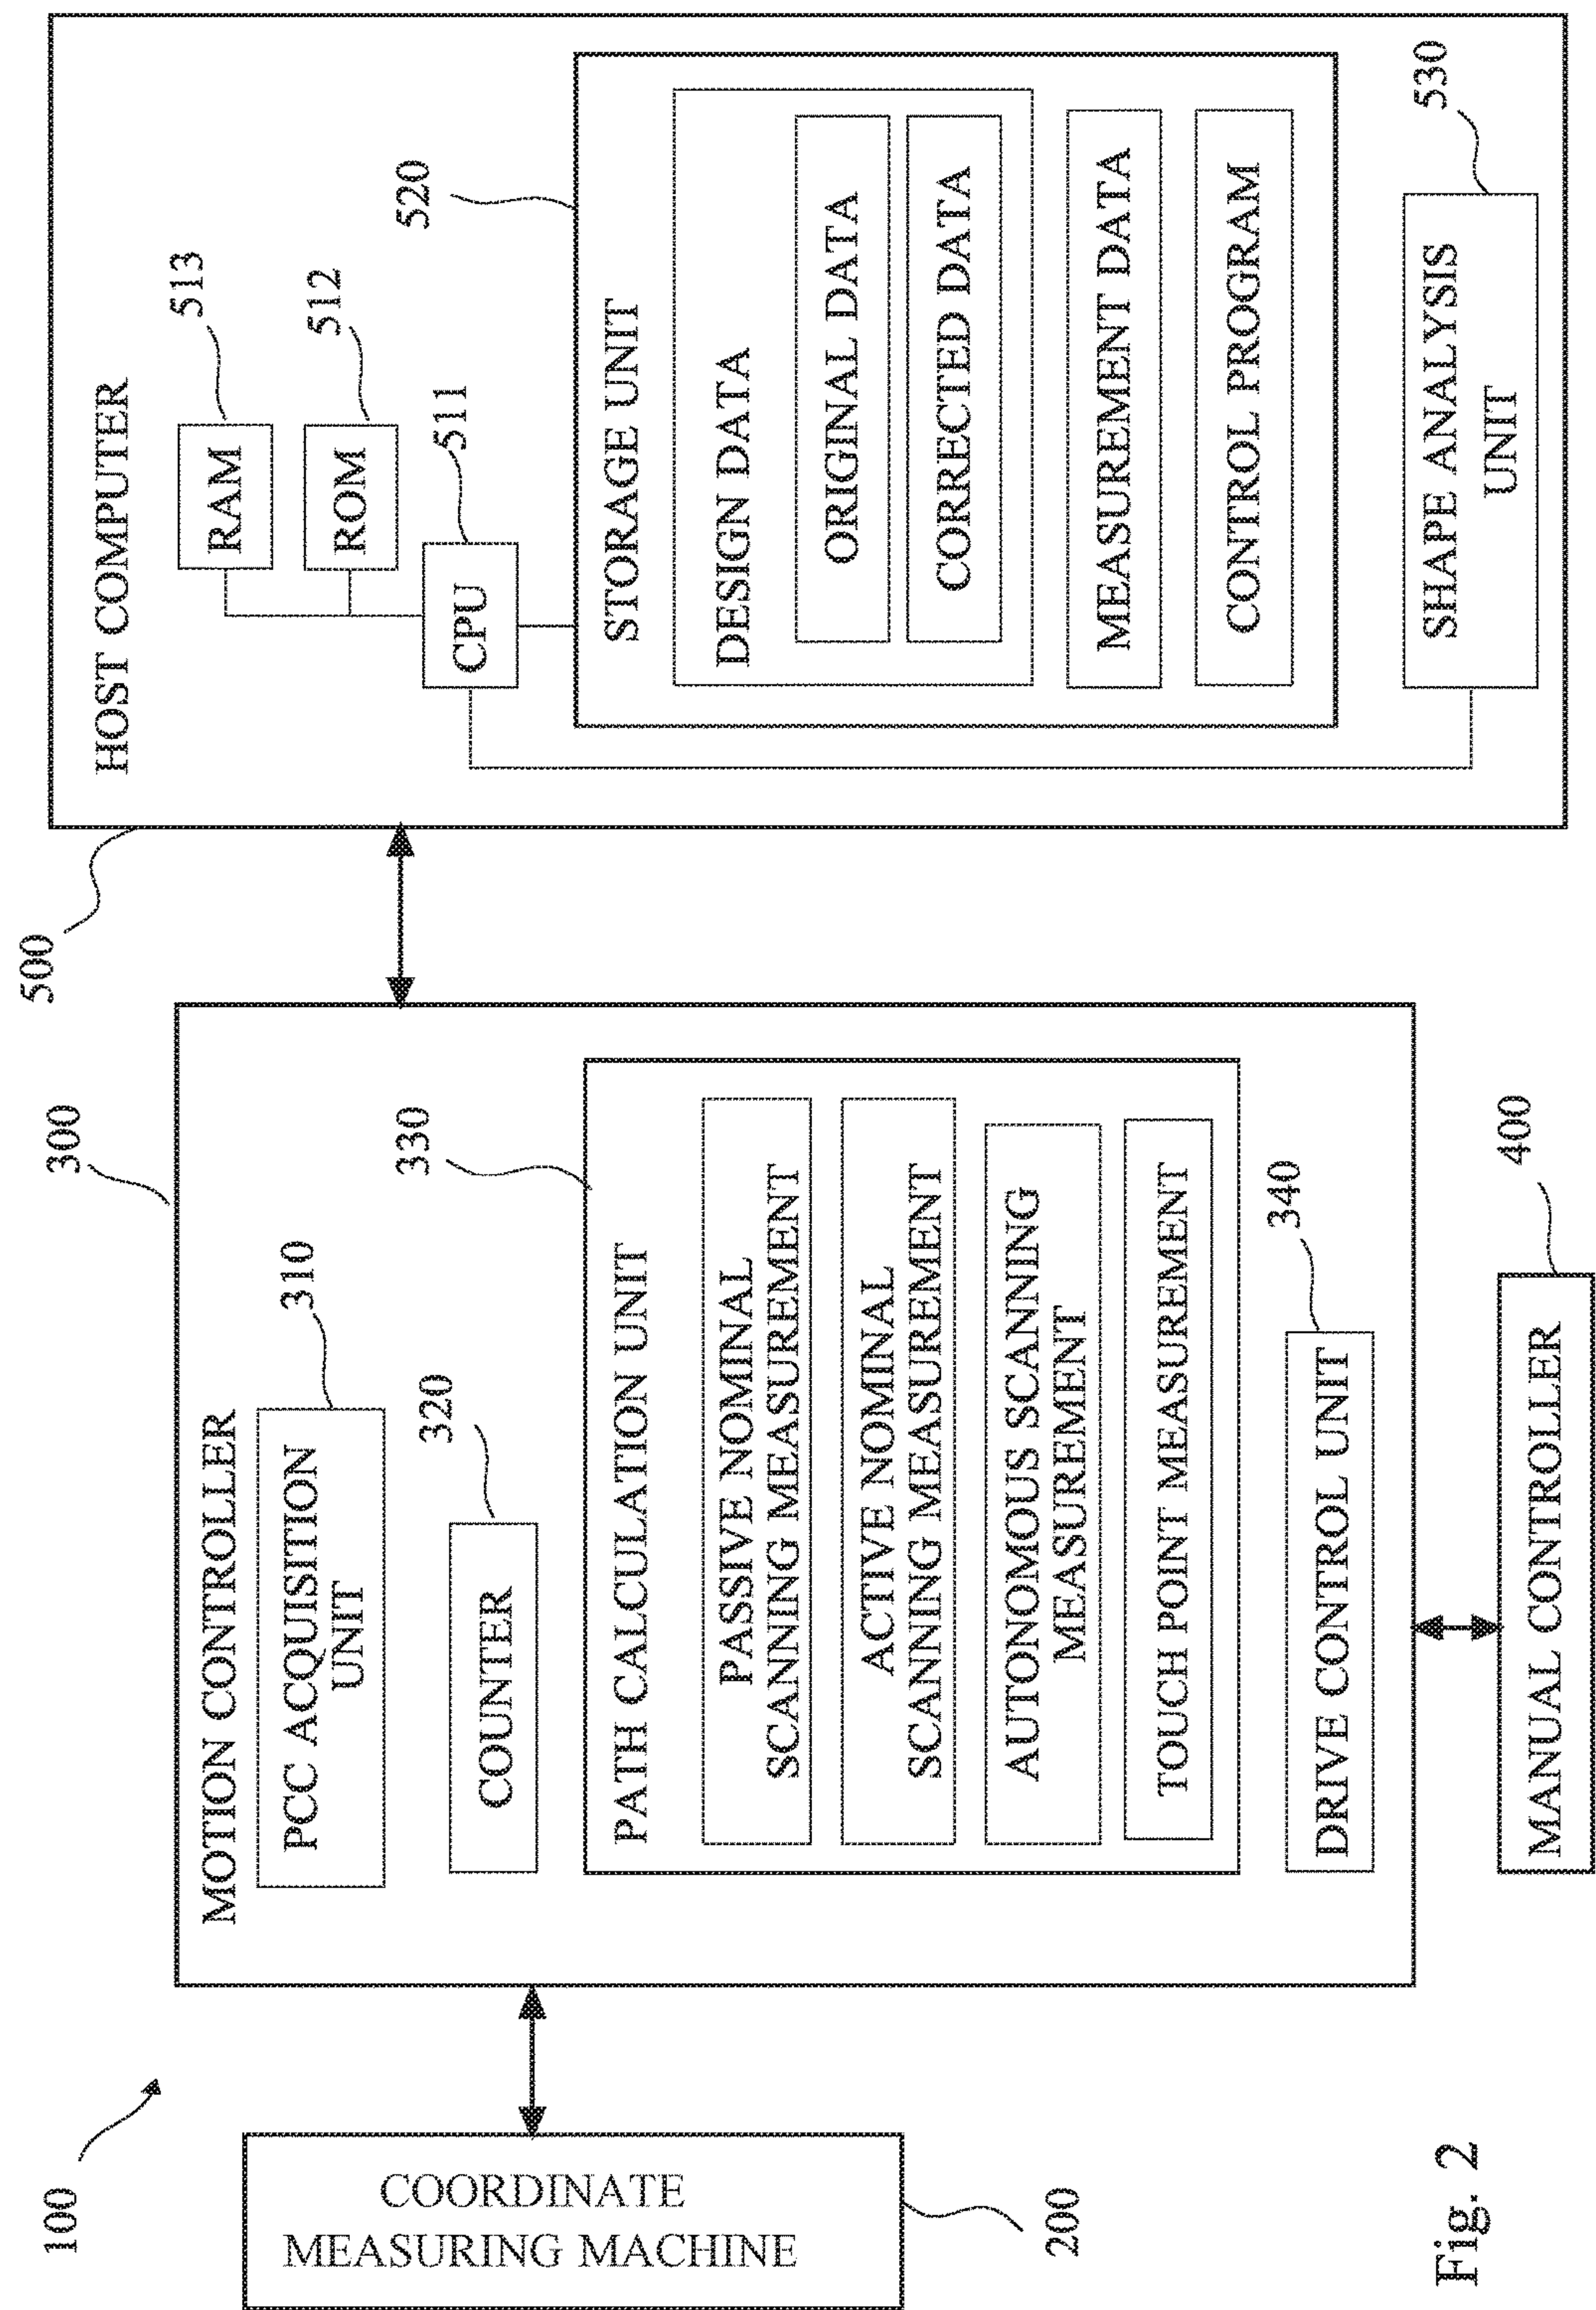 100
COORDINATE
MEASURING MACHINE
200
300
MOTION CONTROLLER
PCC ACQUISITION
UNIT
310
COUNTER
320
330
PATH CALCULATION UNIT
PASSIVE NOMINAL
SCANNING MEASUREMENT
ACTIVE NOMINAL
SCANNING MEASUREMENT
AUTONOMOUS SCANNING
MEASUREMENT
TOUCH POINT MEASUREMENT
DRIVE CONTROL UNIT
340
MANUAL CONTROLLER
400
500
HOST COMPUTER
RAM
513
ROM
512
CPU
511
520
STORAGE UNIT
DESIGN DATA
ORIGINAL DATA
CORRECTED DATA
MEASUREMENT DATA
CONTROL PROGRAM
SHAPE ANALYSIS
UNIT
530
Fig. 2